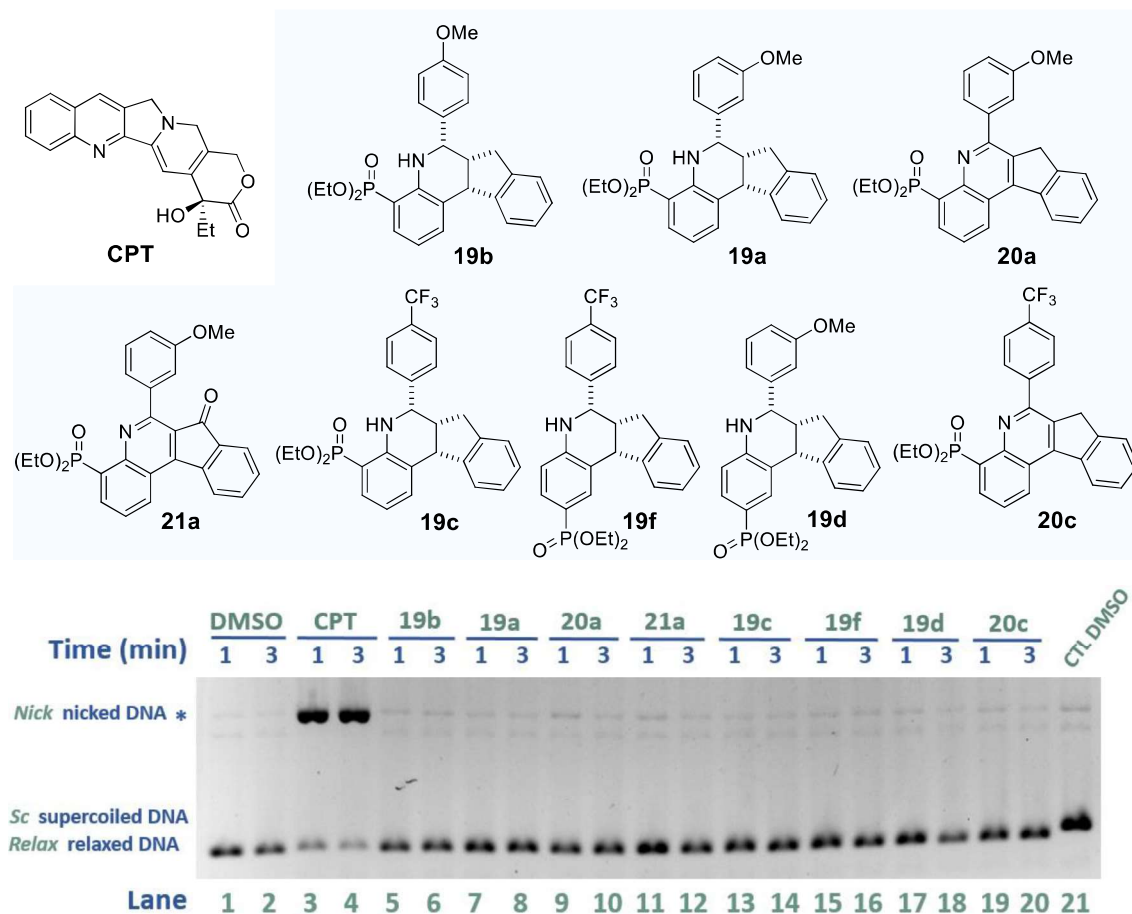 OMe
OMe
OMe
N
N
O
O
HO
Et
O
CPT
HN
O
(EtO)2P
19b
HN
O
(EtO)2P
19a
N
O
(EtO)2P
20a
CF3
CF3
CF3
OMe
OMe
O
N
O
(EtO)2P
21a
HN
O
(EtO)2P
19c
HN
O
P(OEt)2
19f
HN
O
P(OEt)2
19d
N
O
(EtO)2P
20c
DMSO CPT 19b 19a 20a 21a 19c 19f 19d 20c CTL DMSO
Time (min) 1 3 1 3 1 3 1 3 1 3 1 3 1 3 1 3 1 3 1 3
Nick nicked DNA *
Sc supercoiled DNA
Relax relaxed DNA
Lane 1 2 3 4 5 6 7 8 9 10 11 12 13 14 15 16 17 18 19 20 21